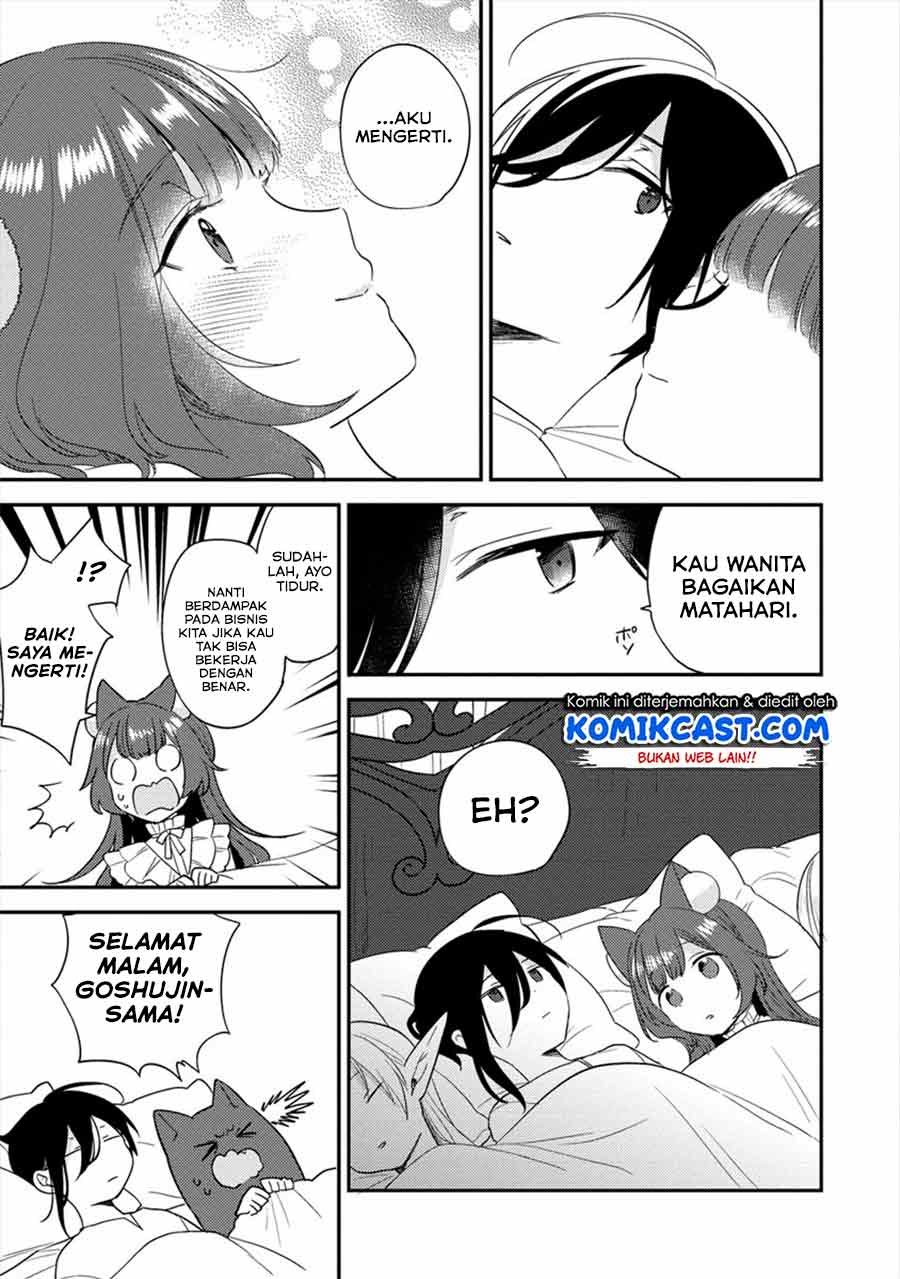 ...AKU
MENGERTI.
KAU WANITA
BAGAIKAN
MATAHARI.
ポツ
Komik ini diterjemahkan & diedit oleh
KOMIKCAST.COM
BUKAN WEB LAIN!!
EH?
SUDAH-
LAH, AYO
TIDUR.
NANTI
BERDAMPAK
PADA BISNIS
KITA JIKA KAU
TAK BISA
BEKERJA
DENGAN
BENAR.
!?
BAIK!
SAYA ME-
NGERTI!
SELAMAT
MALAM,
GOSHUJIN-
SAMA!